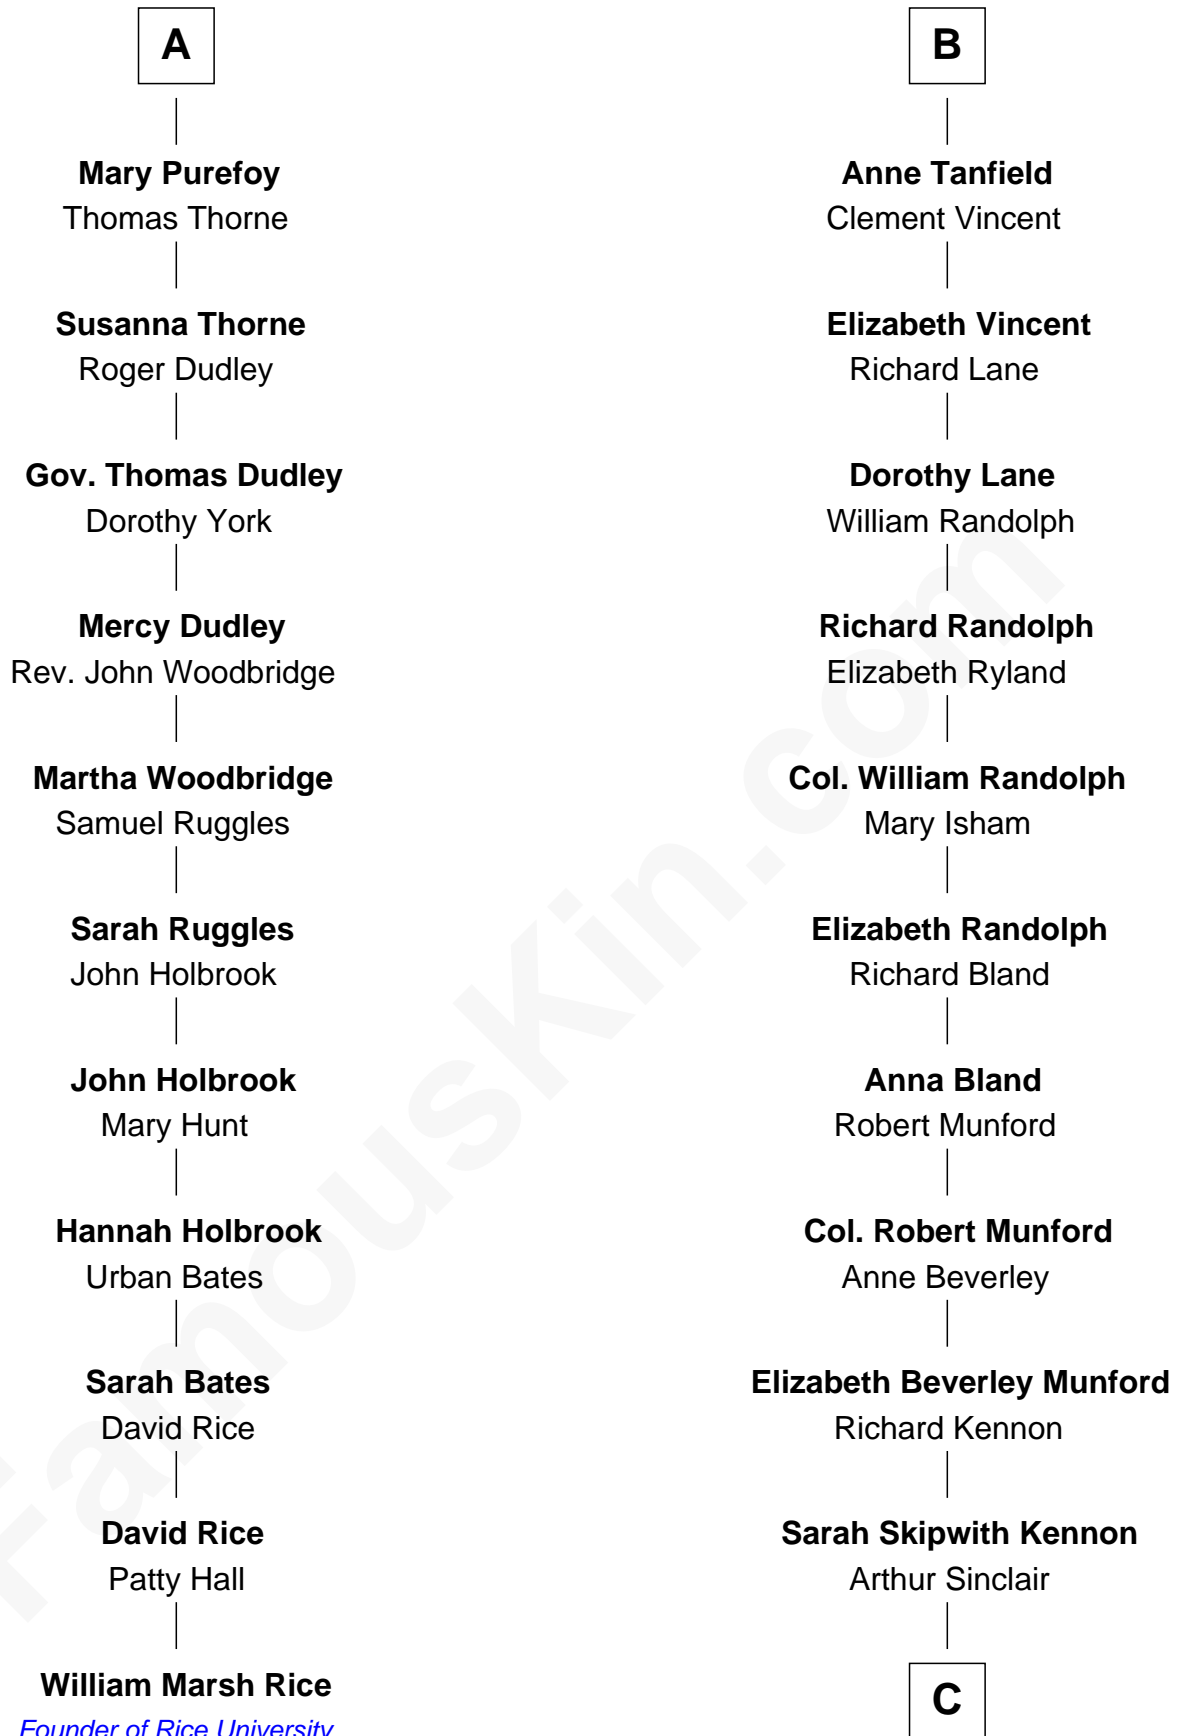 A
Mary Purefoy
Thomas Thorne
Susanna Thorne
Roger Dudley
Gov. Thomas Dudley
Dorothy York
Mercy Dudley
Rev. John Woodbridge
Martha Woodbridge
Samuel Ruggles
Sarah Ruggles
John Holbrook
John Holbrook
Mary Hunt
Hannah Holbrook
Urban Bates
Sarah Bates
David Rice
David Rice
Patty Hall
William Marsh Rice
Founder of Rice University
B
Anne Tanfield
Clement Vincent
Elizabeth Vincent
Richard Lane
Dorothy Lane
William Randolph
Richard Randolph
Elizabeth Ryland
Col. William Randolph
Mary Isham
Elizabeth Randolph
Richard Bland
Anna Bland
Robert Munford
Col. Robert Munford
Anne Beverley
Elizabeth Beverley Munford
Richard Kennon
Sarah Skipwith Kennon
Arthur Sinclair
C
FamousKin.com